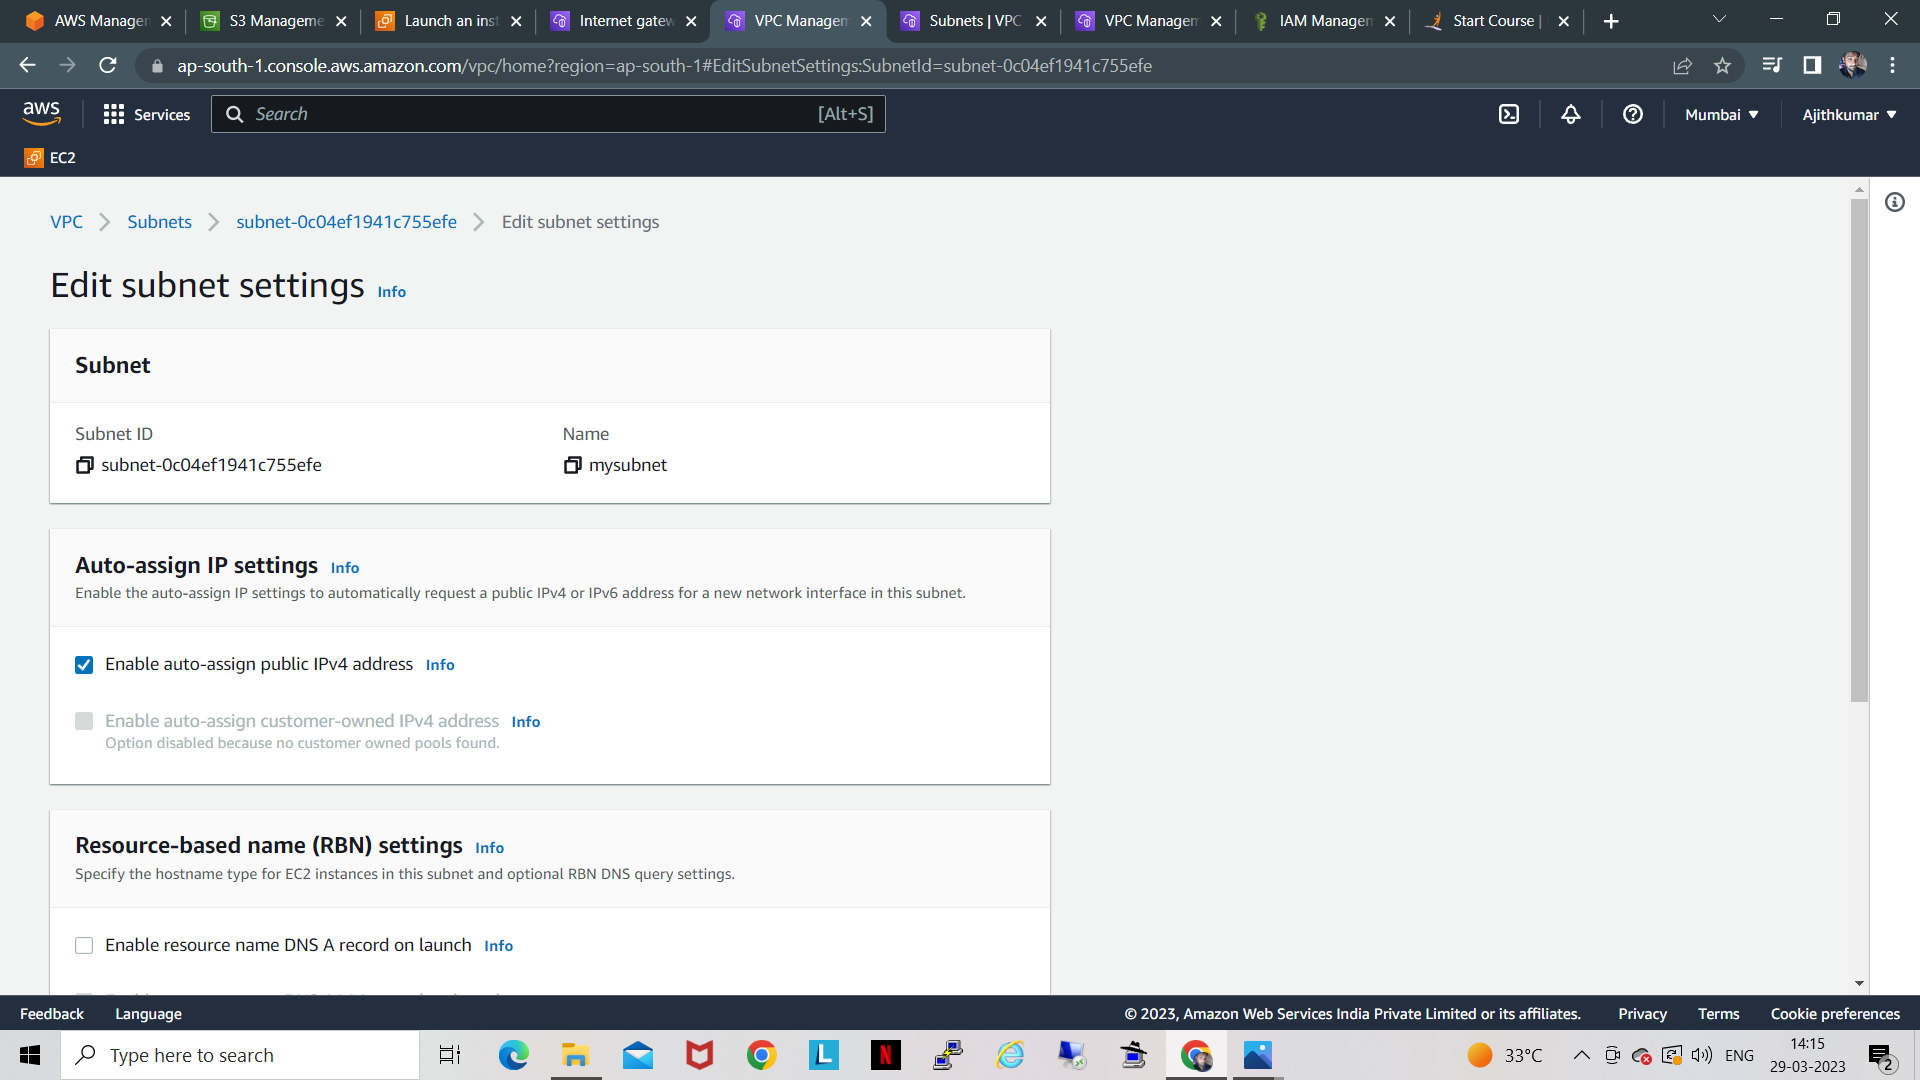 AWS Managem
S3 Manageme
Launch an inst
Internet gatew
VPC Managem
Subnets | VPC
VPC Managem
IAM Managem
Start Course |
ap-south-1.console.aws.amazon.com/vpc/home?region=ap-south-1#EditSubnetSettings:SubnetId=subnet-0c04ef1941c755efe
aws
Services
Search
[Alt+S]
Mumbai
Ajithkumar
EC2
VPC
Subnets
subnet-0c04ef1941c755efe
Edit subnet settings
Edit subnet settings Info
Subnet
Subnet ID
Name
subnet-0c04ef1941c755efe
mysubnet
Auto-assign IP settings Info
Enable the auto-assign IP settings to automatically request a public IPv4 or IPv6 address for a new network interface in this subnet.
Enable auto-assign public IPv4 address Info
Enable auto-assign customer-owned IPv4 address Info
Option disabled because no customer owned pools found.
Resource-based name (RBN) settings Info
Specify the hostname type for EC2 instances in this subnet and optional RBN DNS query settings.
Enable resource name DNS A record on launch Info
Feedback
Language
© 2023, Amazon Web Services India Private Limited or its affiliates.
Privacy
Terms
Cookie preferences
Type here to search
L
N
33°C
ENG
14:15
29-03-2023
2